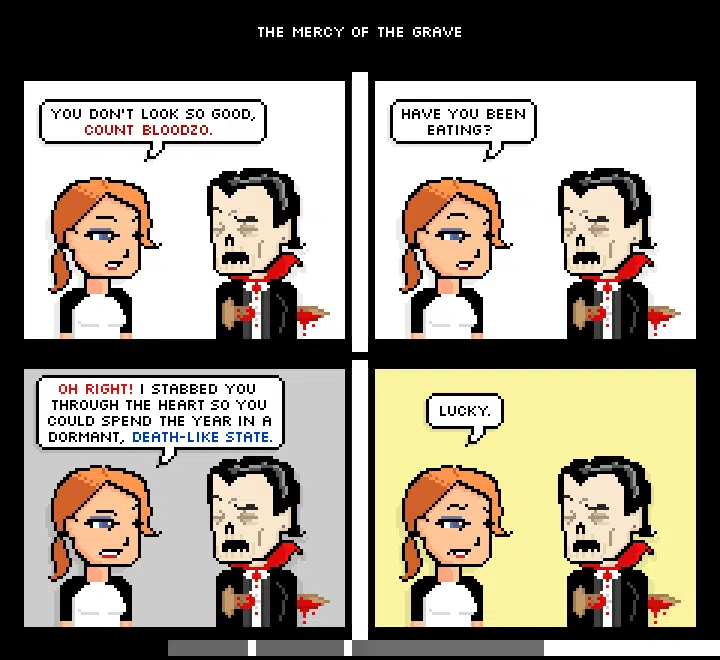 THE MERCY OF THE GRAVE
YOU DON'T LOOK SO GOOD,
COUNT BLOODZO.
HAVE YOU BEEN
EATING?
OH RIGHT! I STABBED YOU
THROUGH THE HEART SO YOU
COULD SPEND THE YEAR IN A
DORMANT, DEATH-LIKE STATE.
LUCKY.